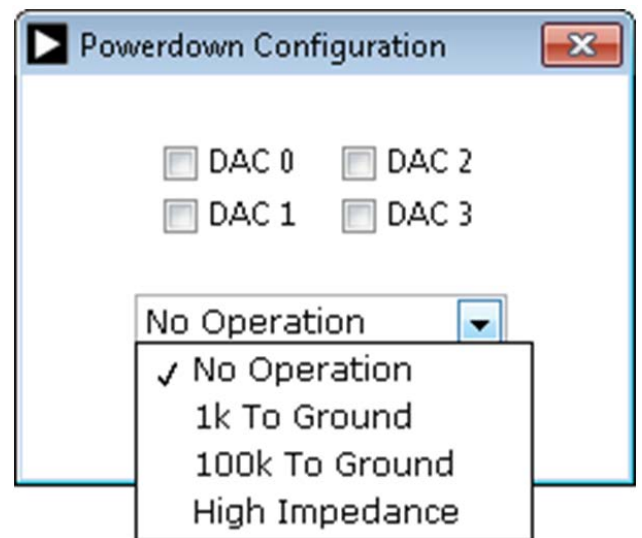 Powerdown Configuration
DAC 0 DAC 2
DAC 1 DAC 3
No Operation
No Operation
1k To Ground
100k To Ground
High Impedance